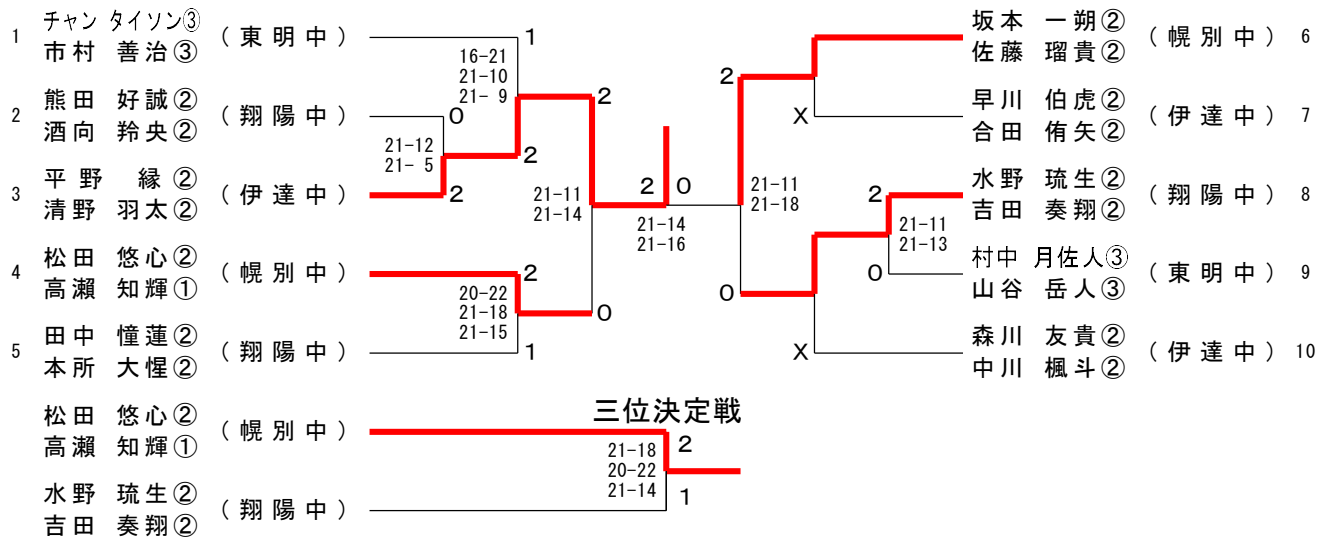 1 チャン タイソン③
市村 善治③
(東明中)
1
16-21
21-10
21- 9
2 熊田 好誠②
酒向 羚央②
(翔陽中)
0
21-12
21- 5
2
2
3 平野 縁②
清野 羽太②
(伊達中)
2
21-11
21-14
4 松田 悠心②
高瀬 知輝①
(幌別中)
2
20-22
21-18
21-15
0
5 田中 憧蓮②
本所 大惺②
(翔陽中)
1
2 0
21-14
21-16
坂本 一朔②
佐藤 瑠貴②
(幌別中) 6
2
早川 伯虎②
合田 侑矢②
(伊達中) 7
X
21-11
21-18
水野 琉生②
吉田 奏翔②
(翔陽中) 8
2
21-11
21-13
村中 月佐人③
山谷 岳人③
(東明中) 9
0
0
森川 友貴②
中川 楓斗②
(伊達中) 10
X
三位決定戦
松田 悠心②
高瀬 知輝①
(幌別中)
2
21-18
20-22
21-14
水野 琉生②
吉田 奏翔②
(翔陽中)
1